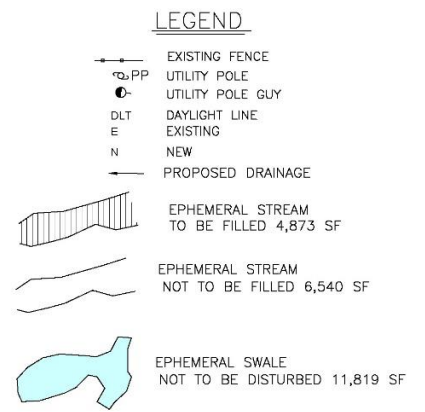 LEGEND
EXISTING FENCE
PP UTILITY POLE
UTILITY POLE GUY
DLT DAYLIGHT LINE
E EXISTING
N NEW
PROPOSED DRAINAGE
EPHEMERAL STREAM
TO BE FILLED 4,873 SF
EPHEMERAL STREAM
NOT TO BE FILLED 6,540 SF
EPHEMERAL SWALE
NOT TO BE DISTURBED 11,819 SF